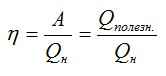 η = A / Qн = Qполезн. / Qн